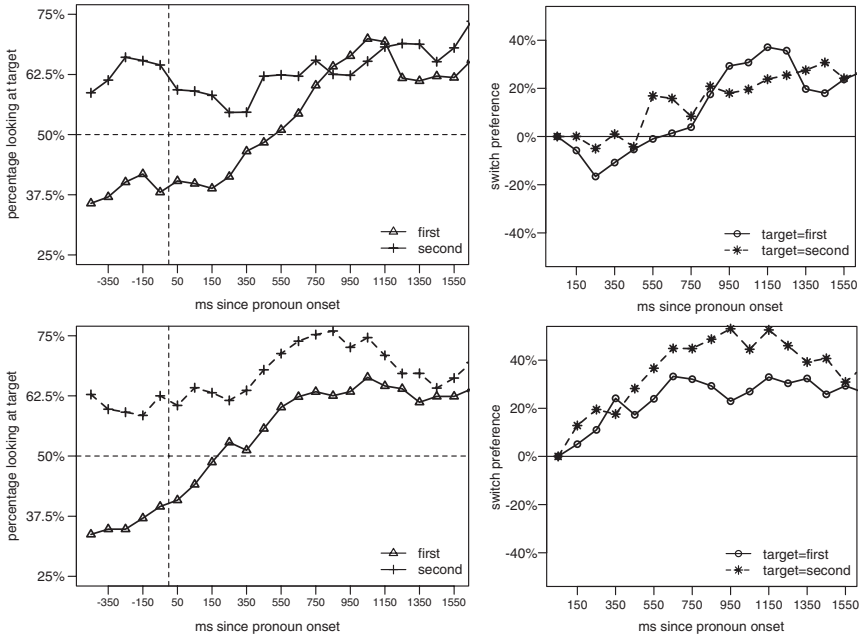 75%
62.5%
50%
37.5%
25%
percentage looking at target
first
second
-350 -150 50 150 350 550 750 950 1150 1350 1550
ms since pronoun onset
40%
20%
0%
-20%
-40%
switch preference
target=first
target=second
150 350 550 750 950 1150 1350 1550
ms since pronoun onset
75%
62.5%
50%
37.5%
25%
percentage looking at target
first
second
-350 -150 50 150 350 550 750 950 1150 1350 1550
ms since pronoun onset
40%
20%
0%
-20%
-40%
switch preference
target=first
target=second
150 350 550 750 950 1150 1350 1550
ms since pronoun onset